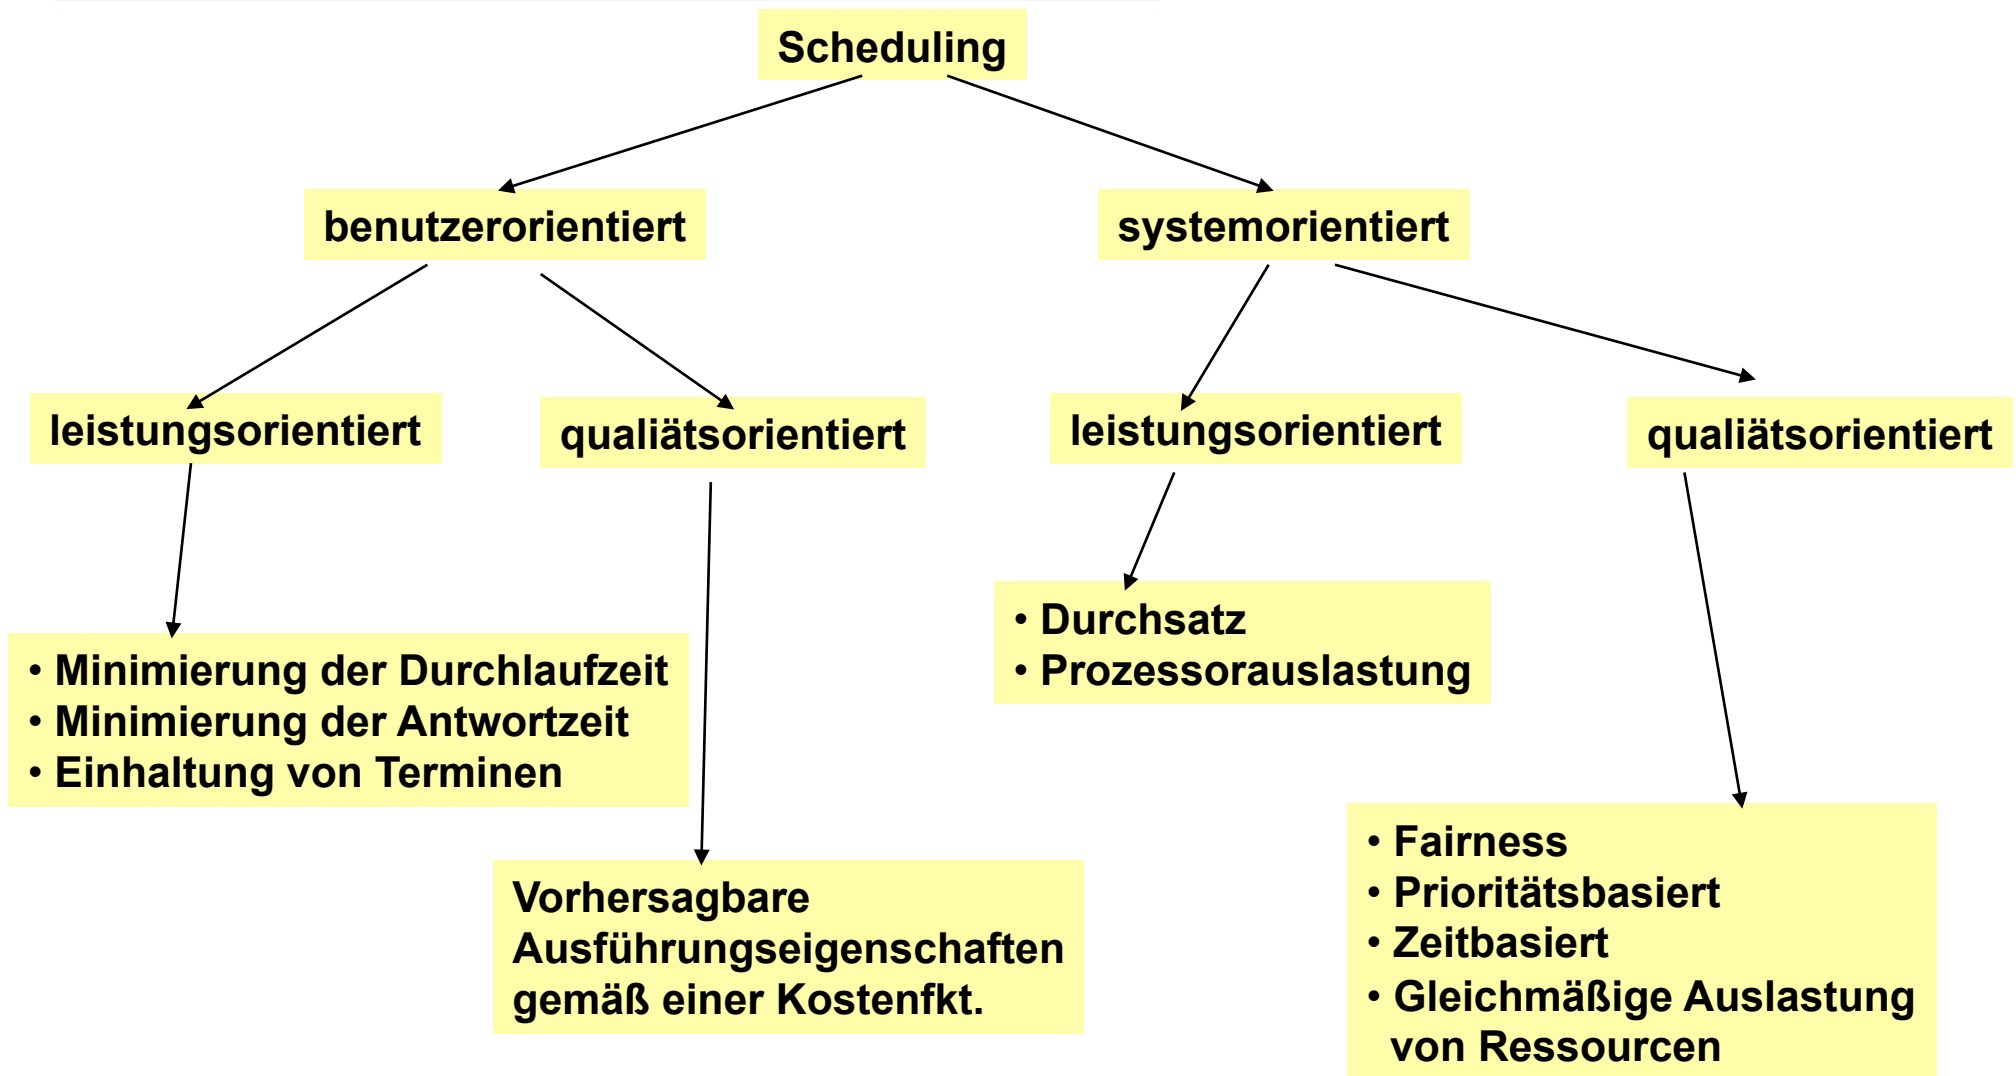 Scheduling
benutzerorientiert
systemorientiert
leistungsorientiert
qualiätsorientiert
leistungsorientiert
qualiätsorientiert
• Durchsatz
• Prozessorauslastung
• Minimierung der Durchlaufzeit
• Minimierung der Antwortzeit
• Einhaltung von Terminen
Vorhersagbare
Ausführungseigenschaften
gemäß einer Kostenfkt.
• Fairness
• Prioritätsbasiert
• Zeitbasiert
• Gleichmäßige Auslastung
von Ressourcen